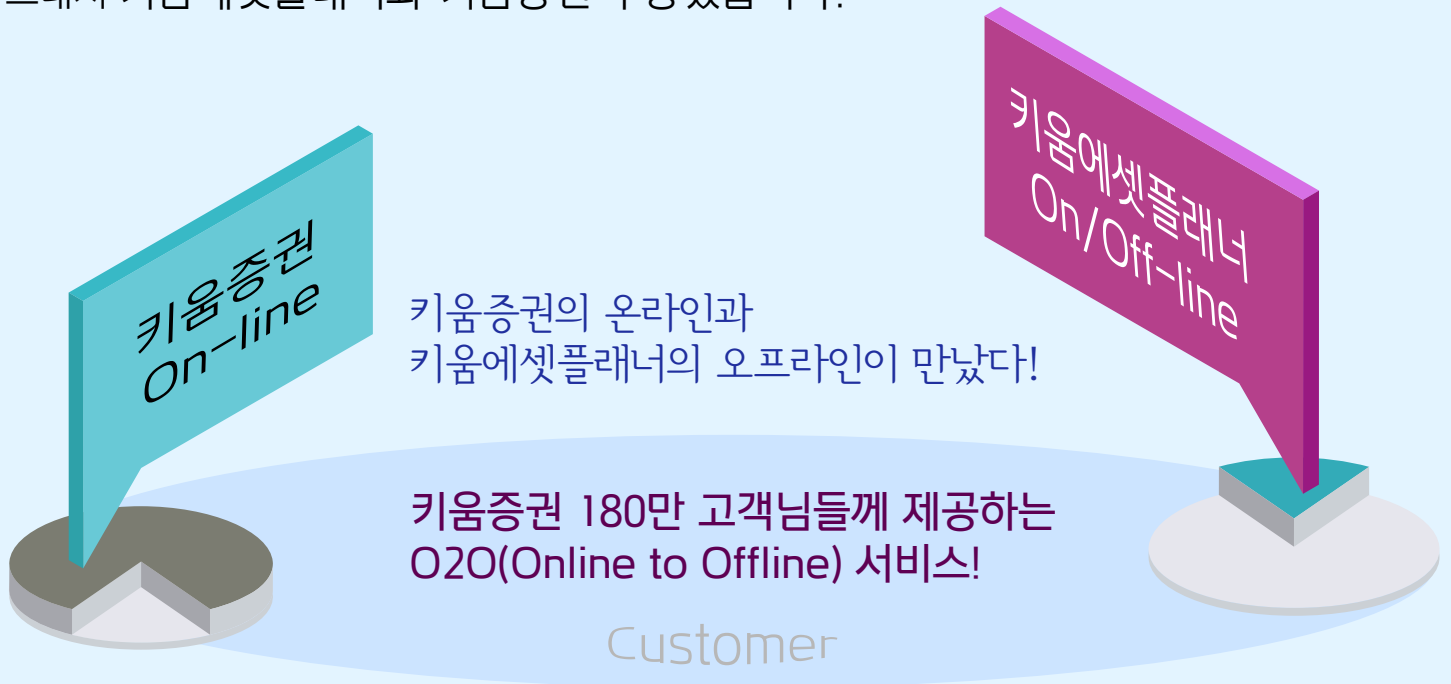 키움증권
On-line
키움에셋플래너
On/Off-line
키움증권의 온라인과
키움에셋플래너의 오프라인이 만났다!
키움증권 180만 고객님들께 제공하는
O2O(Online to Offline) 서비스!
Customer